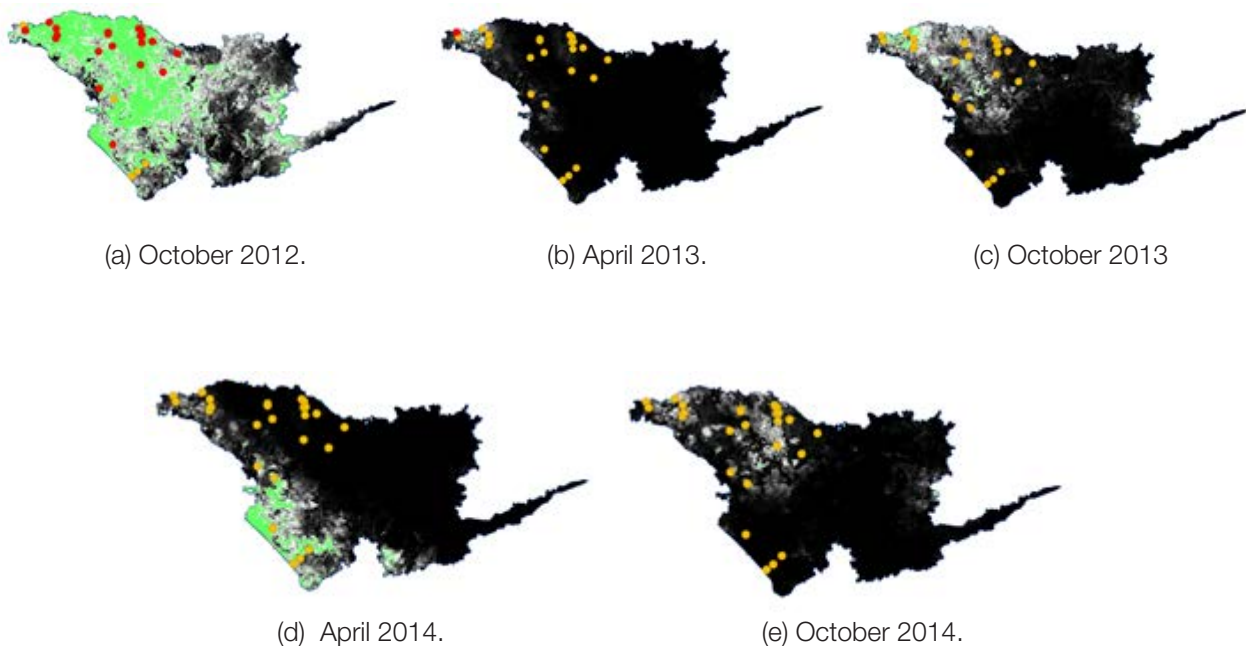 (a) October 2012.
(b) April 2013.
(c) October 2013
(d) April 2014.
(e) October 2014.